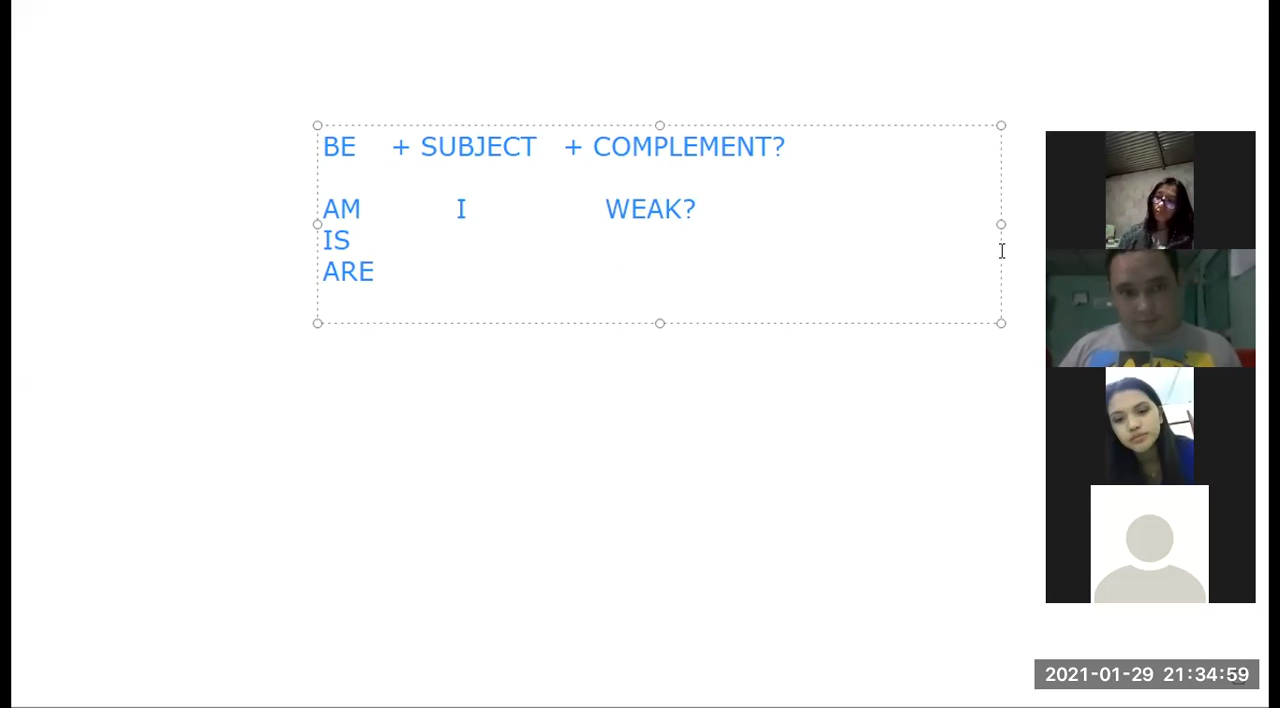 BE + SUBJECT + COMPLEMENT?
AM I WEAK?
IS
ARE
2021-01-29 21:34:59